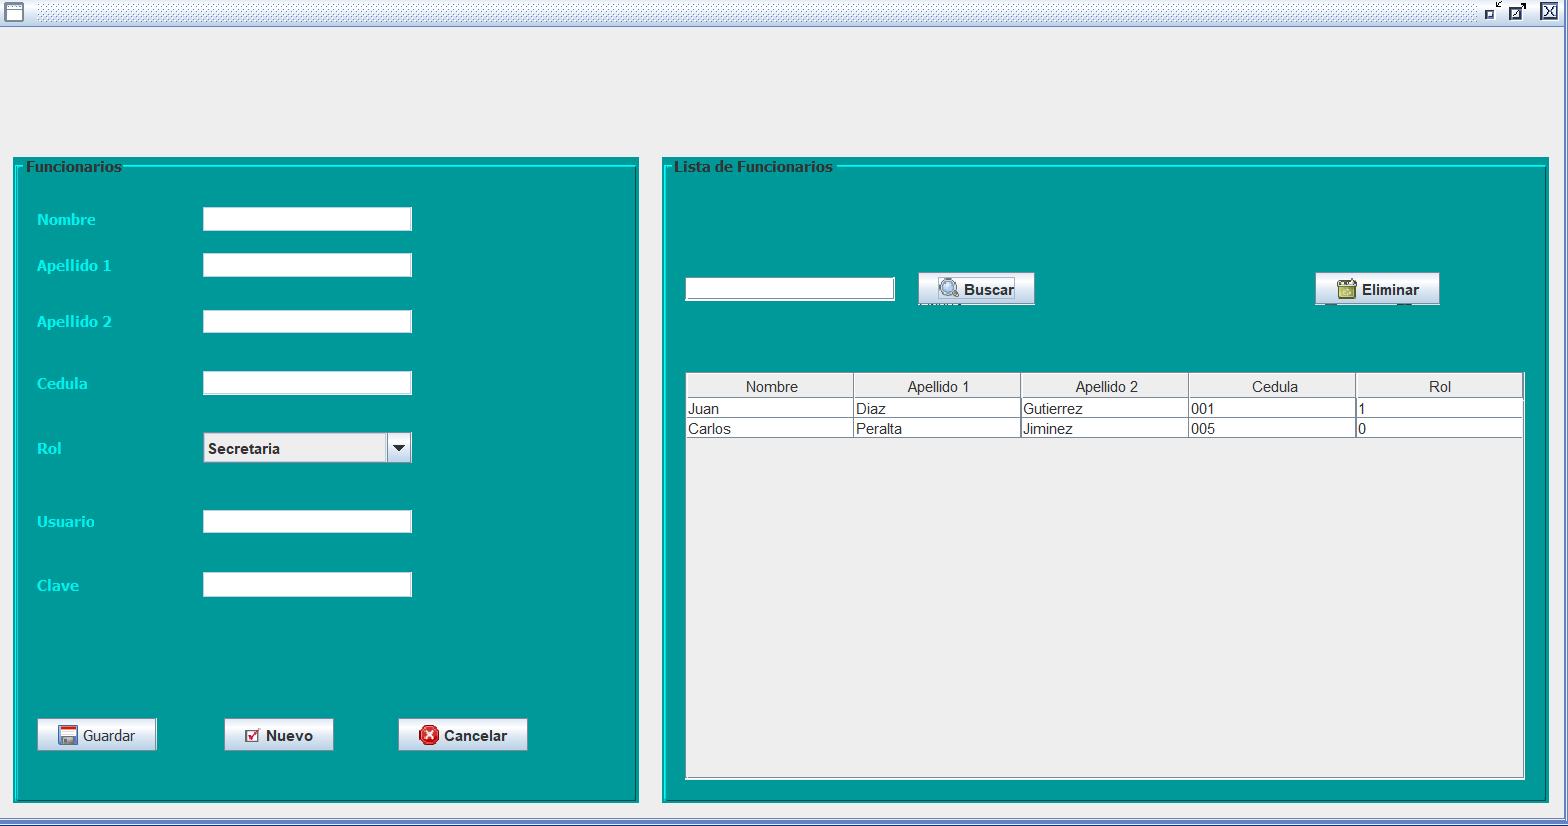 Funcionarios
Nombre
Apellido 1
Apellido 2
Cedula
Rol
Secretaria
Usuario
Clave
Guardar
Nuevo
Cancelar
Lista de Funcionarios
Buscar
Eliminar
Nombre Apellido 1 Apellido 2 Cedula Rol
Juan Diaz Gutierrez 001 1
Carlos Peralta Jiminez 005 0